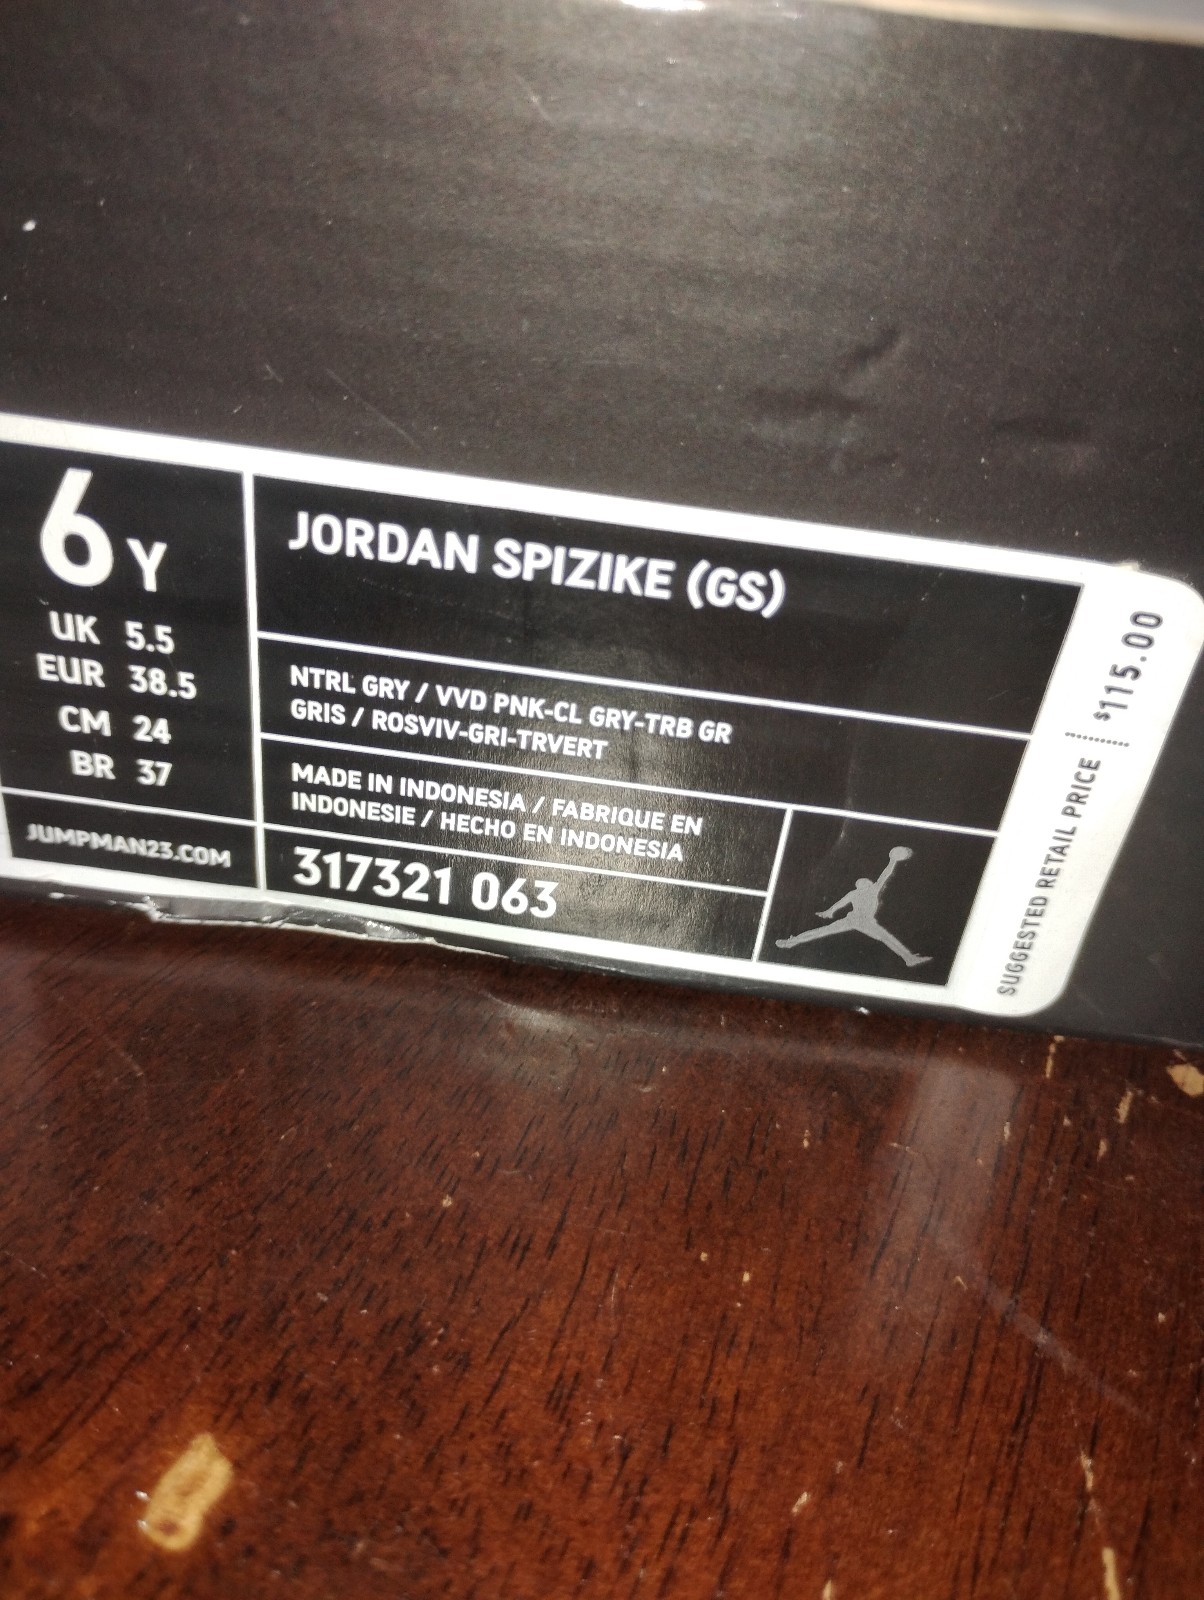 6 Y
UK 5.5
EUR 38.5
CM 24
BR 37
JUMPMAN23.COM
JORDAN SPIZIKE (GS)
NTRL GRY / VVD PNK-CL GRY-TRB GR
GRIS / ROSVIV-GRI-TRVERT
MADE IN INDONESIA / FABRIQUE EN
INDONESIE / HECHO EN INDONESIA
317321 063
SUGGESTED RETAIL PRICE $115.00